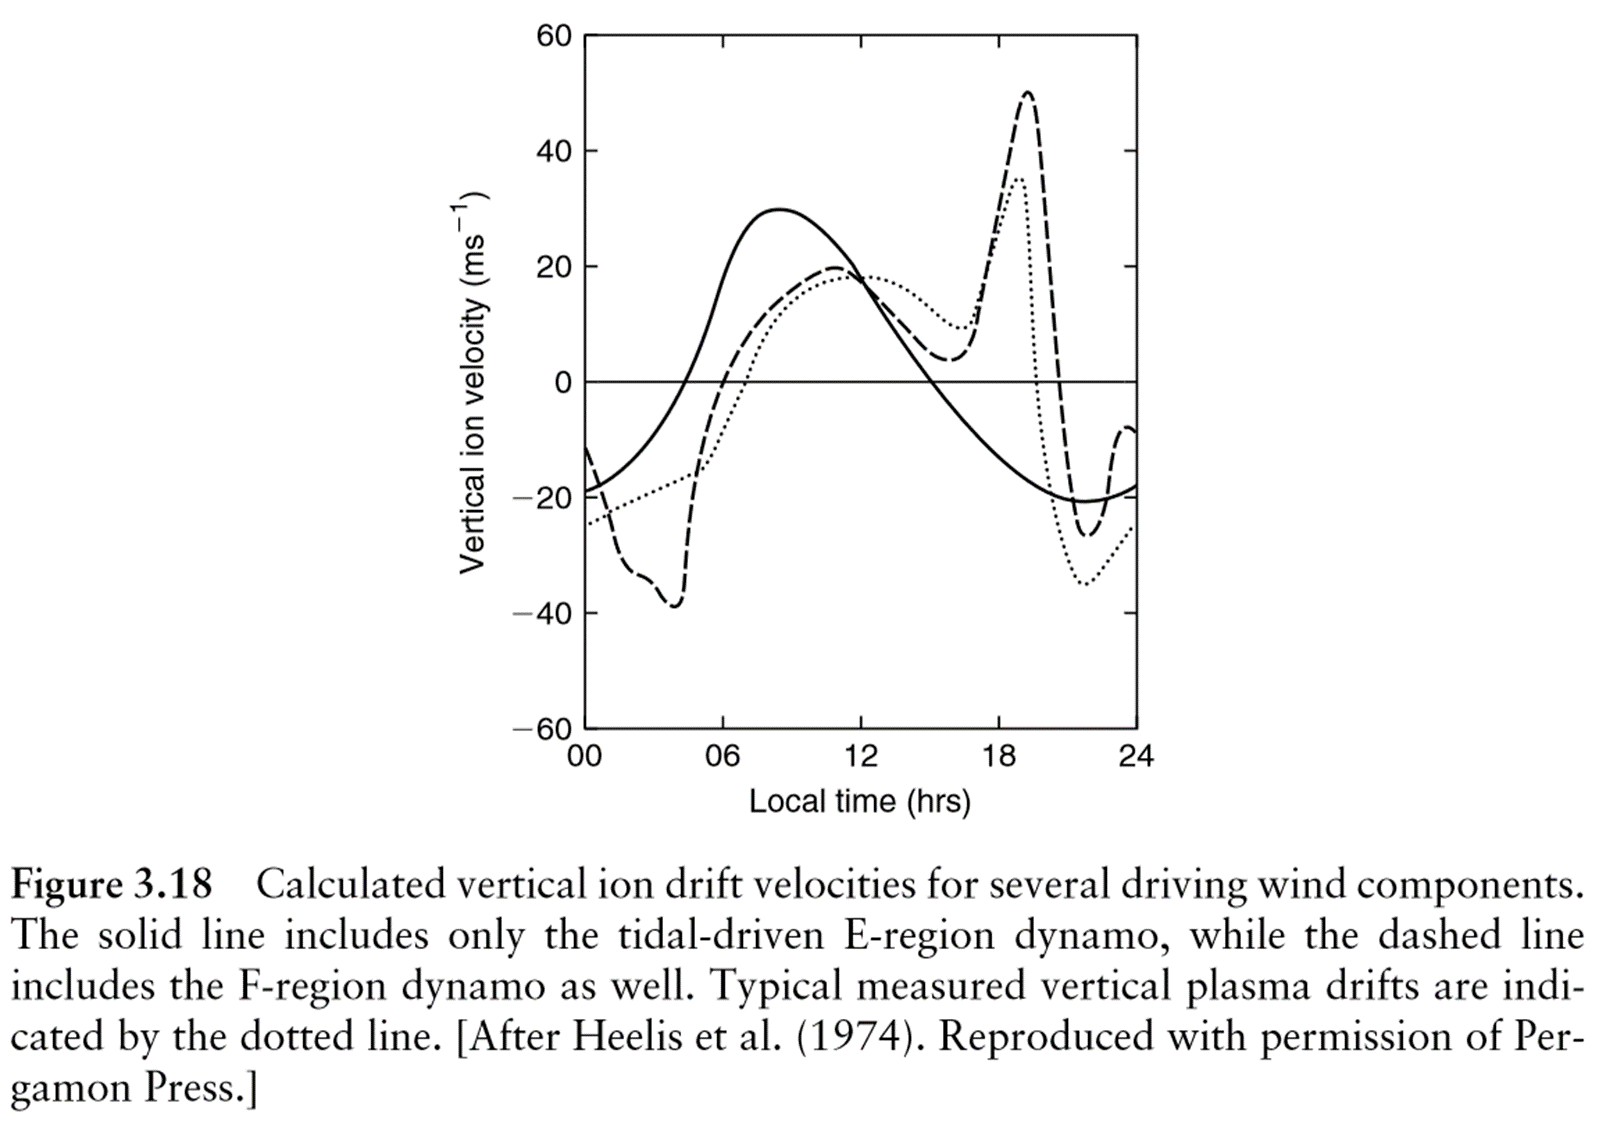 60
40
20
0
−20
−40
−60
Vertical ion velocity (ms−1)
00 06 12 18 24
Local time (hrs)
Figure 3.18 Calculated vertical ion drift velocities for several driving wind components.
The solid line includes only the tidal-driven E-region dynamo, while the dashed line
includes the F-region dynamo as well. Typical measured vertical plasma drifts are indi-
cated by the dotted line. [After Heelis et al. (1974). Reproduced with permission of Per-
gamon Press.]